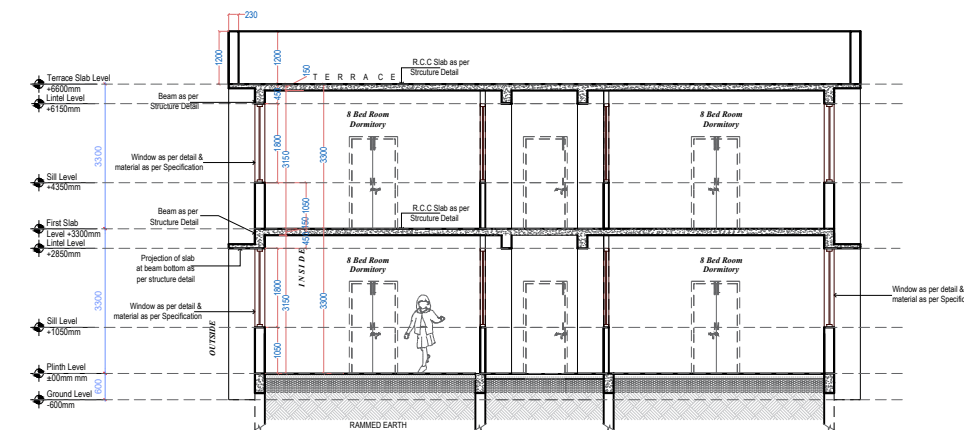 230
1200
1200
150
T E R R A C E
R.C.C Slab as per
Strcuture Detail
Terrace Slab Level
+6600mm
Lintel Level
+6150mm
Beam as per
Structure Detail
450
8 Bed Room
Dormitory
8 Bed Room
Dormitory
3300
1800
3150
3300
Window as per detail &
material as per Specification
Sill Level
+4350mm
1050
Beam as per
Structure Detail
R.C.C Slab as per
Strcuture Detail
First Slab
Level +3300mm
150
450
Lintel Level
+2850mm
Projection of slab
at beam bottom as
per structure detail
INSIDE
8 Bed Room
Dormitory
8 Bed Room
Dormitory
3300
1800
3150
3300
Window as per detail &
material as per Specification
Window as per detail &
material as per Specific
Sill Level
+1050mm
OUTSIDE
1050
Plinth Level
±00mm mm
600
Ground Level
-600mm
RAMMED EARTH